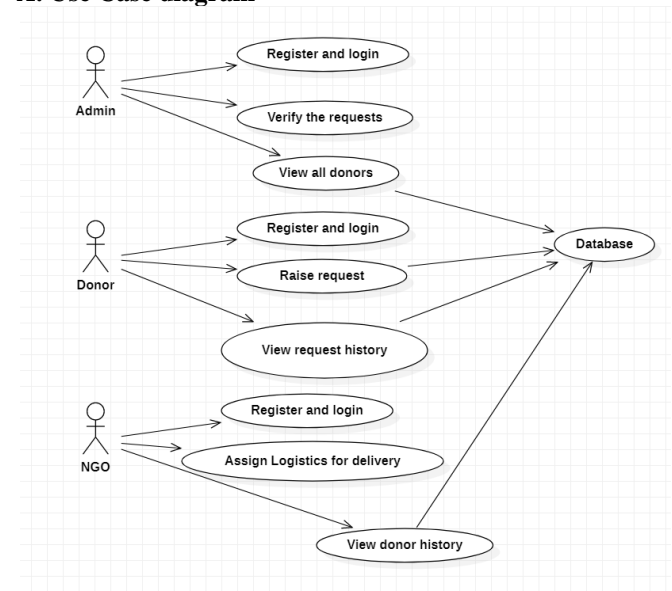 A. Use Case diagram
Register and login
Admin
Verify the requests
View all donors
Register and login
Database
Donor
Raise request
View request history
Register and login
NGO
Assign Logistics for delivery
View donor history